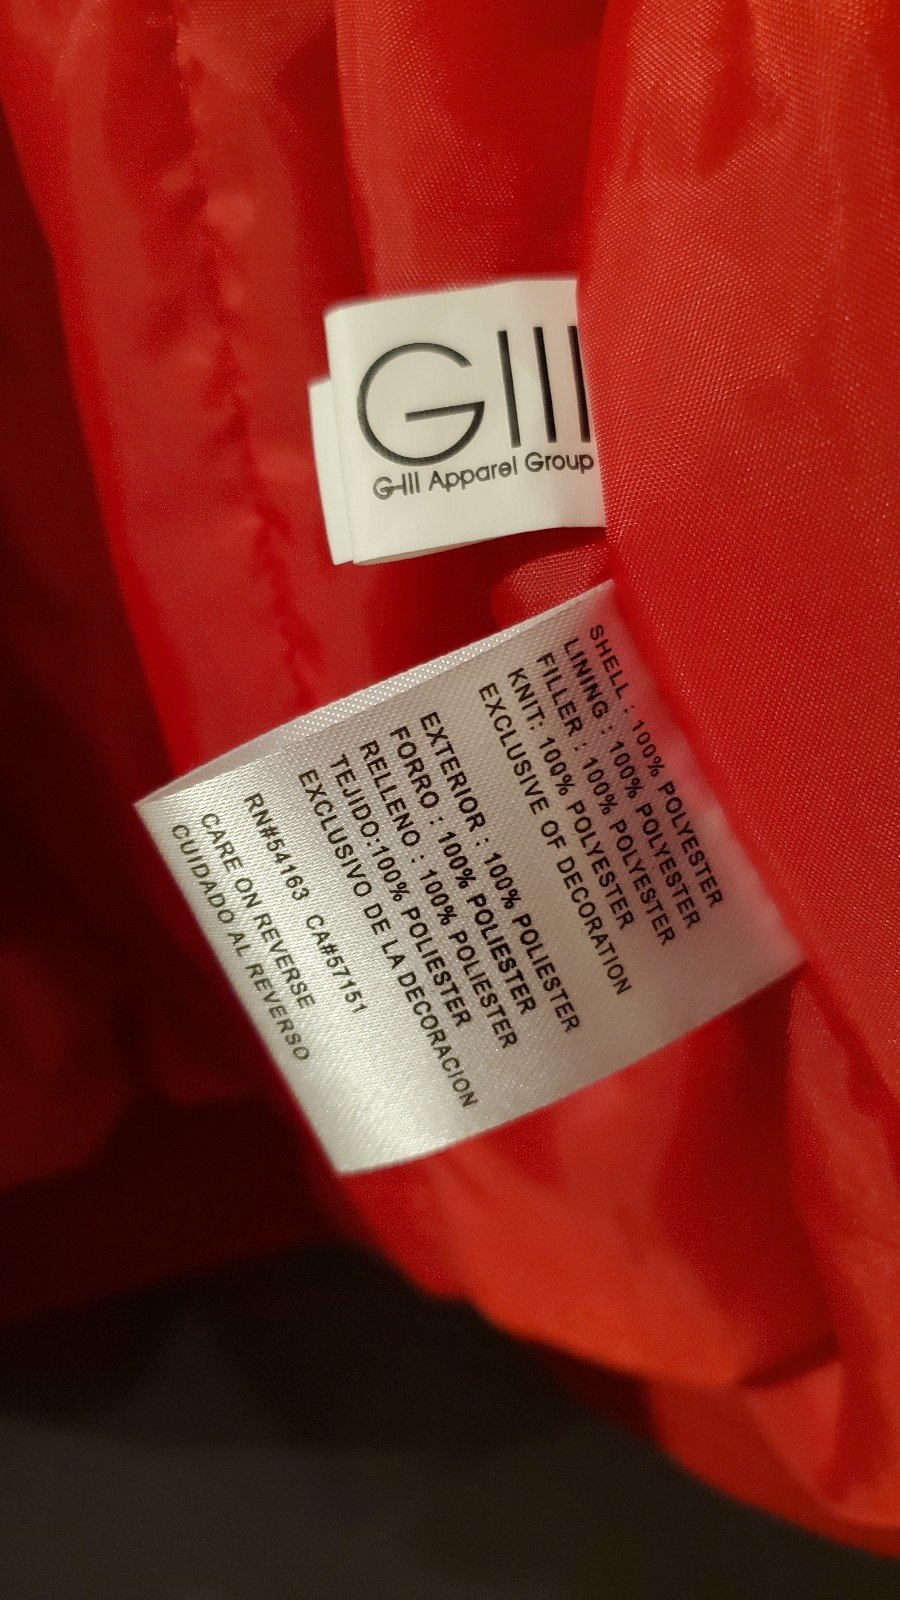 GIII
G-III Apparel Group
SHELL : 100% POLYESTER
LINING : 100% POLYESTER
FILLER : 100% POLYESTER
KNIT: 100% POLYESTER
EXCLUSIVE OF DECORATION
EXTERIOR : 100% POLIESTER
FORRO : 100% POLIESTER
RELLENO : 100% POLIESTER
TEJIDO:100% POLIESTER
EXCLUSIVO DE LA DECORACION
RN#54163 CA#57151
CARE ON REVERSE
CUIDADO AL REVERSO